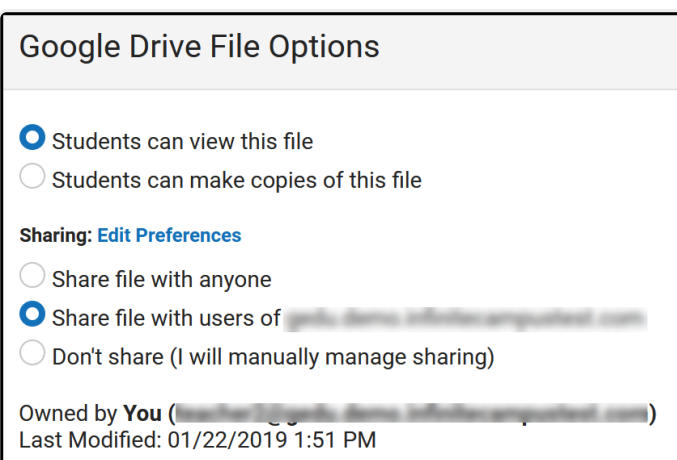 Google Drive File Options
Students can view this file
Students can make copies of this file
Sharing: Edit Preferences
Share file with anyone
Share file with users of
Don't share (I will manually manage sharing)
Owned by You ( )
Last Modified: 01/22/2019 1:51 PM